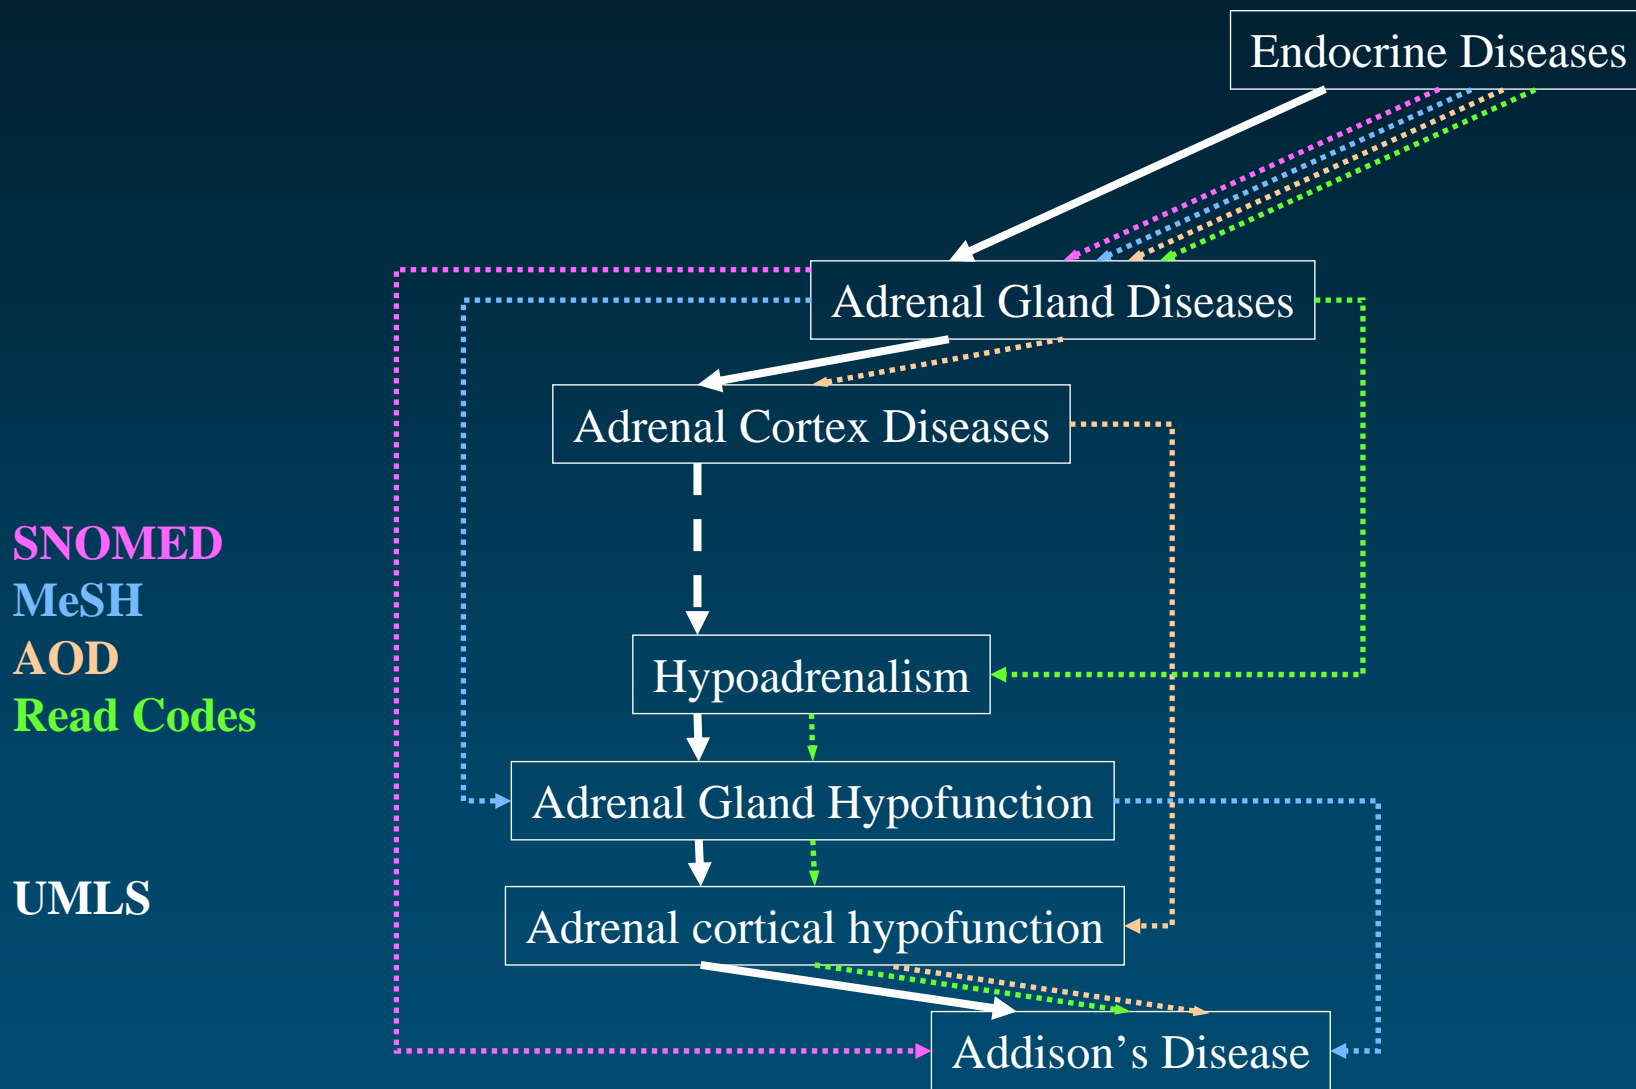 Endocrine Diseases
Adrenal Gland Diseases
Adrenal Cortex Diseases
SNOMED
MeSH
AOD
Read Codes
Hypoadrenalism
Adrenal Gland Hypofunction
UMLS
Adrenal cortical hypofunction
Addison’s Disease